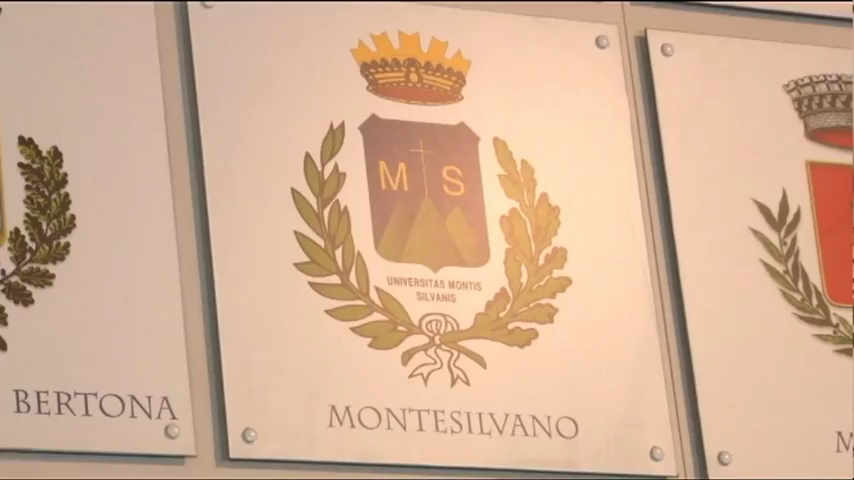 BERTONA
M S
UNIVERSITAS MONTIS
SILVANIS
MONTESILVANO
M